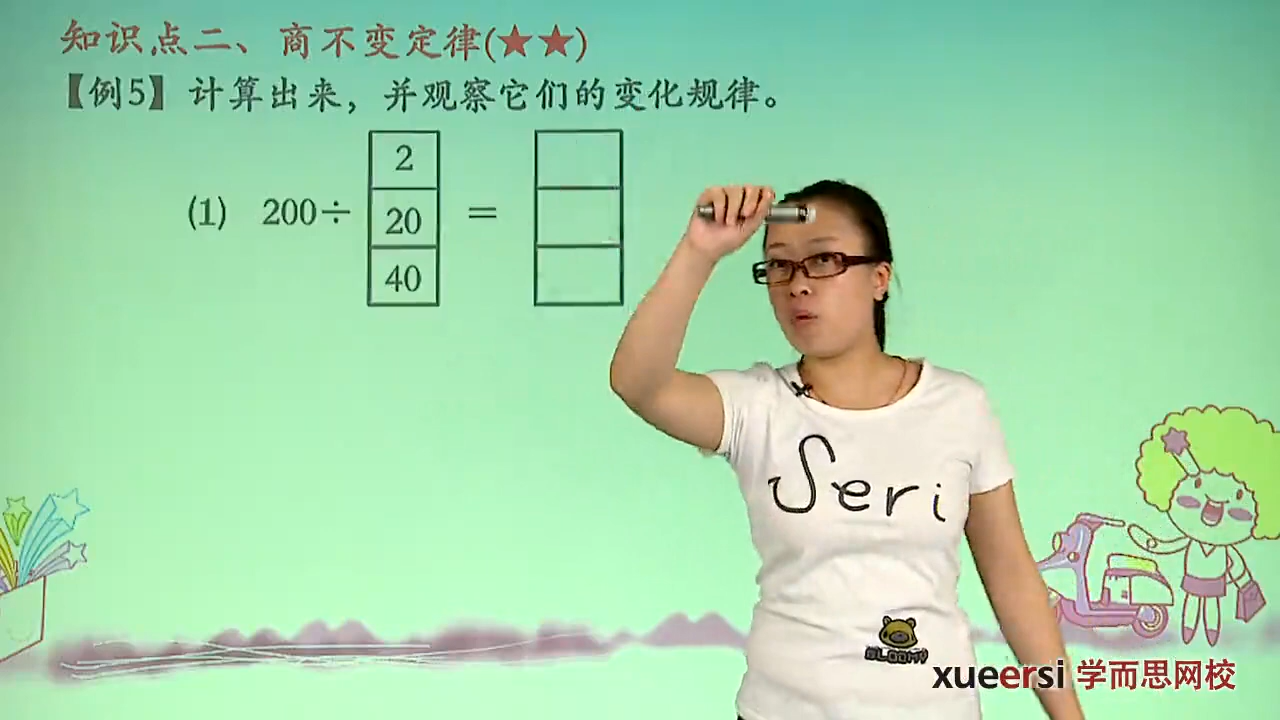 知识点二、商不变定律(★★)
【例5】计算出来，并观察它们的变化规律。
2
(1) 200÷ 20 =
40
Seri
BLOOMY
xueersi 学而思网校